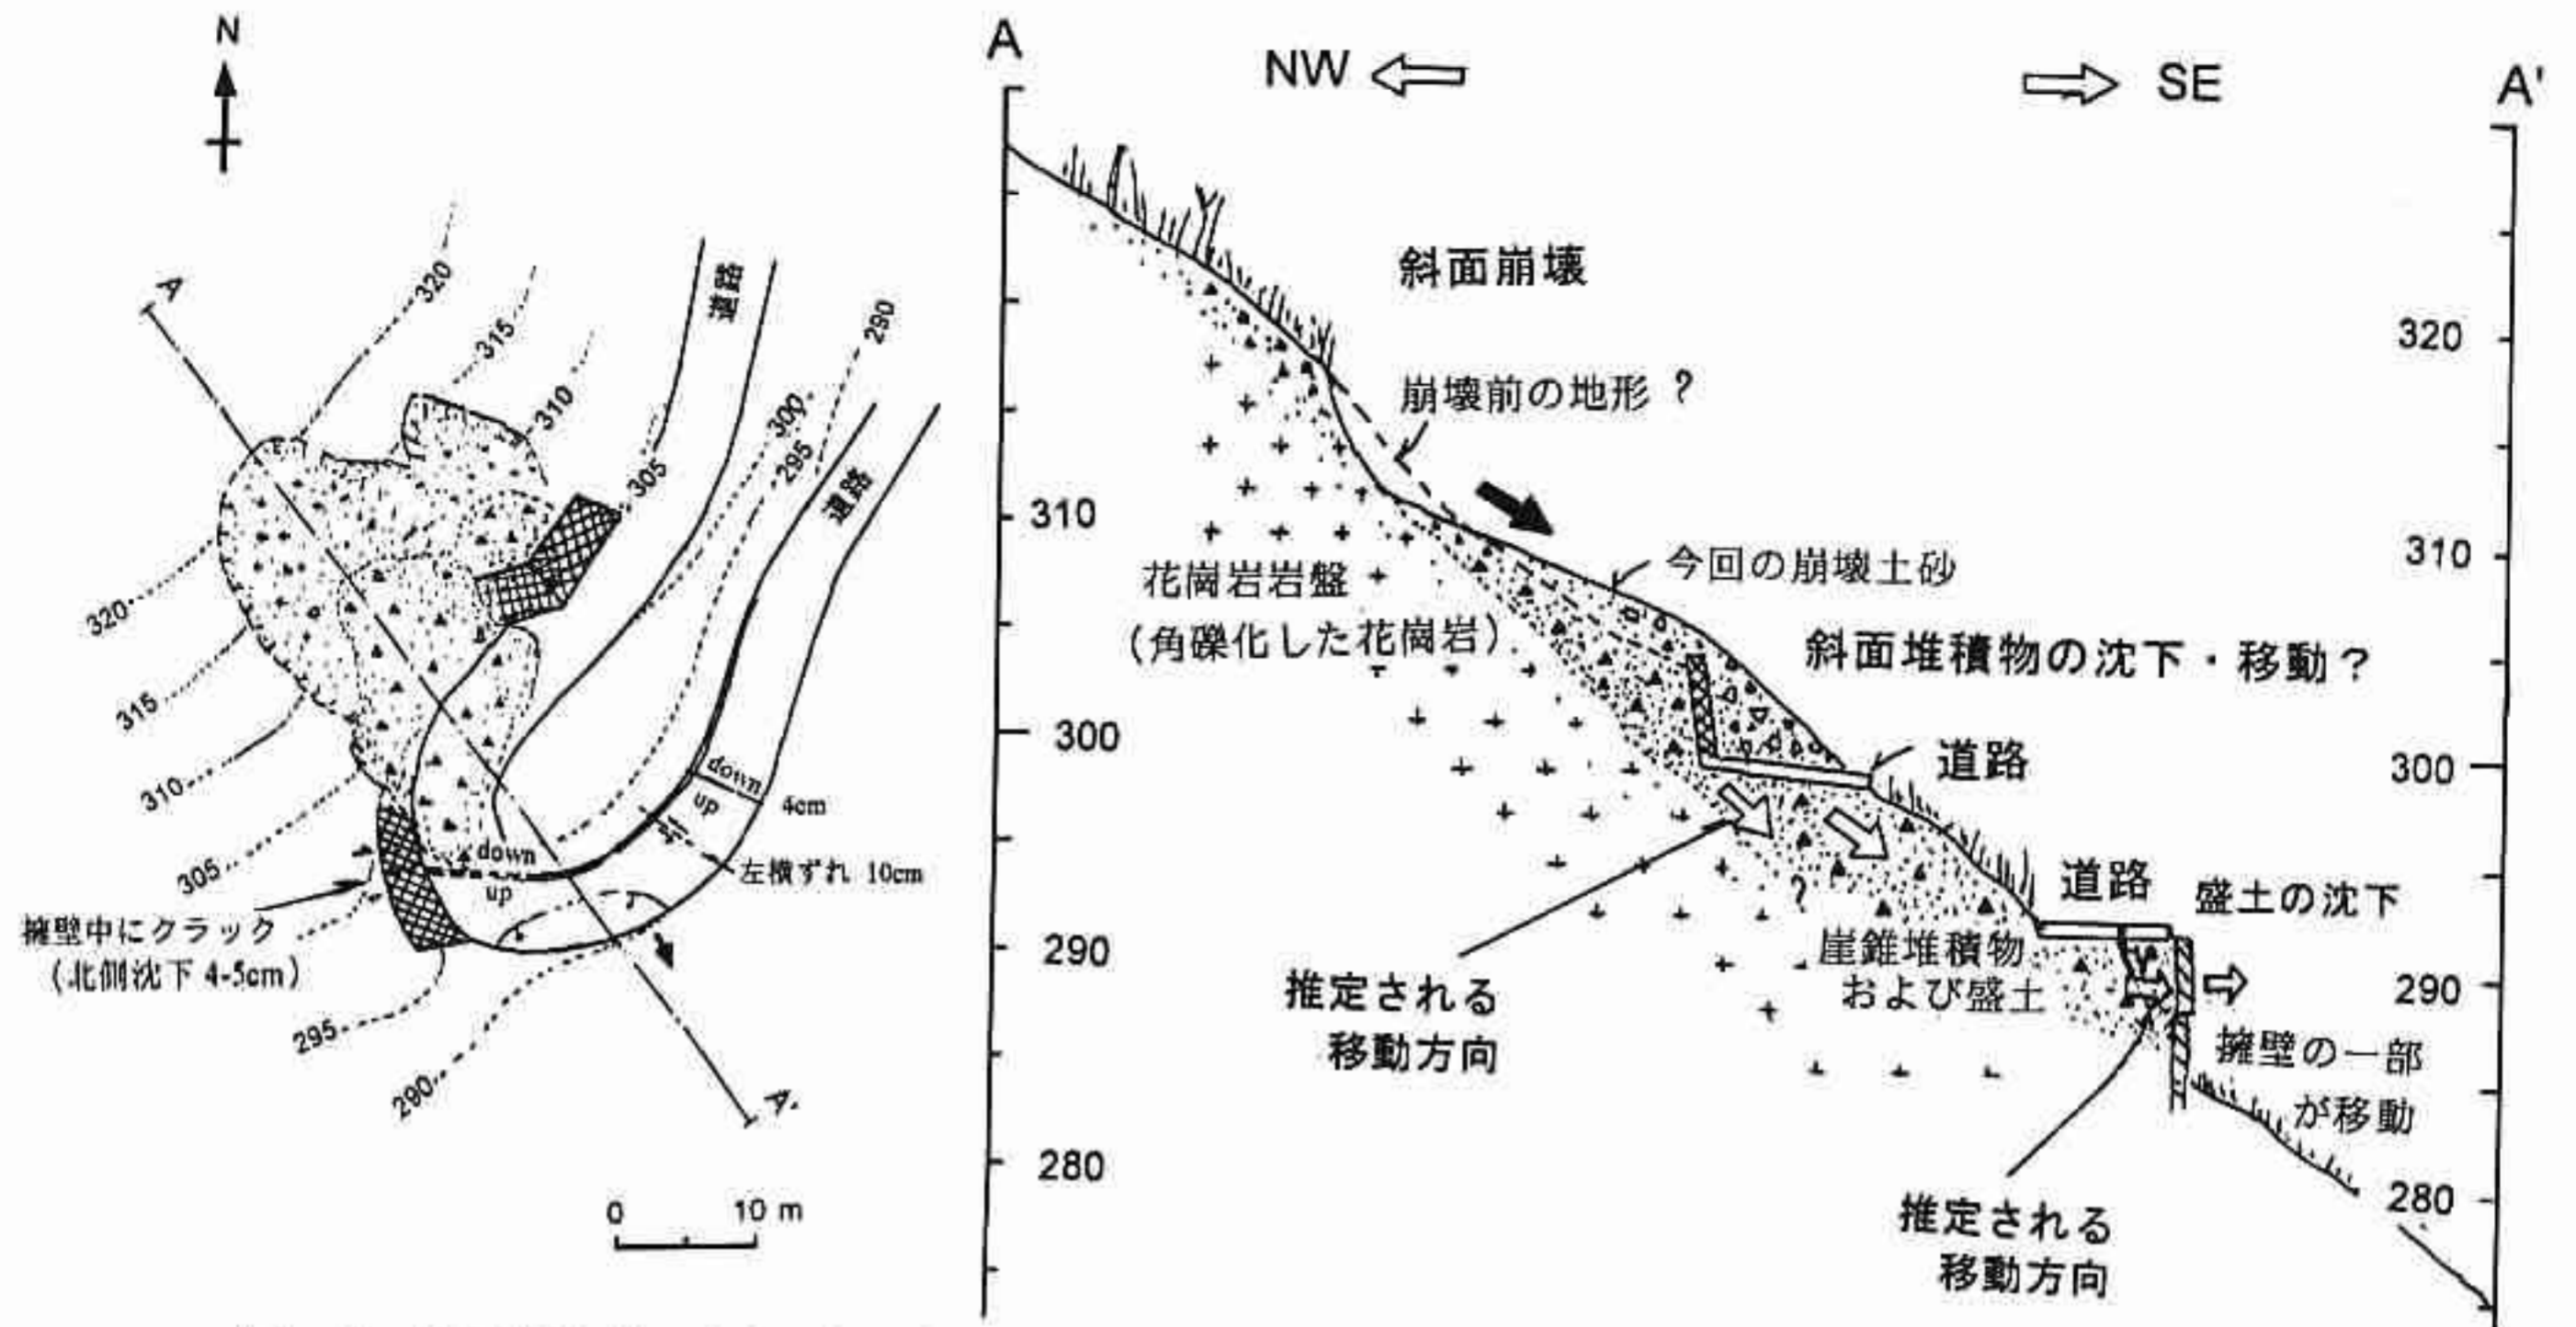 N
A
320
315
310
道路
290
300
295
305
道路
320
315
310
305
295
290
down
up
4cm
左横ずれ 10cm
down
up
擁壁中にクラック
(北側沈下 4-5cm)
A'
0 10 m
A
NW
SE
A'
斜面崩壊
崩壊前の地形 ?
320
310
310
花崗岩岩盤
(角礫化した花崗岩)
今回の崩壊土砂
斜面堆積物の沈下・移動?
300
道路
300
道路
盛土の沈下
?
290
崖錐堆積物
および盛土
290
推定される
移動方向
擁壁の一部
が移動
280
280
推定される
移動方向